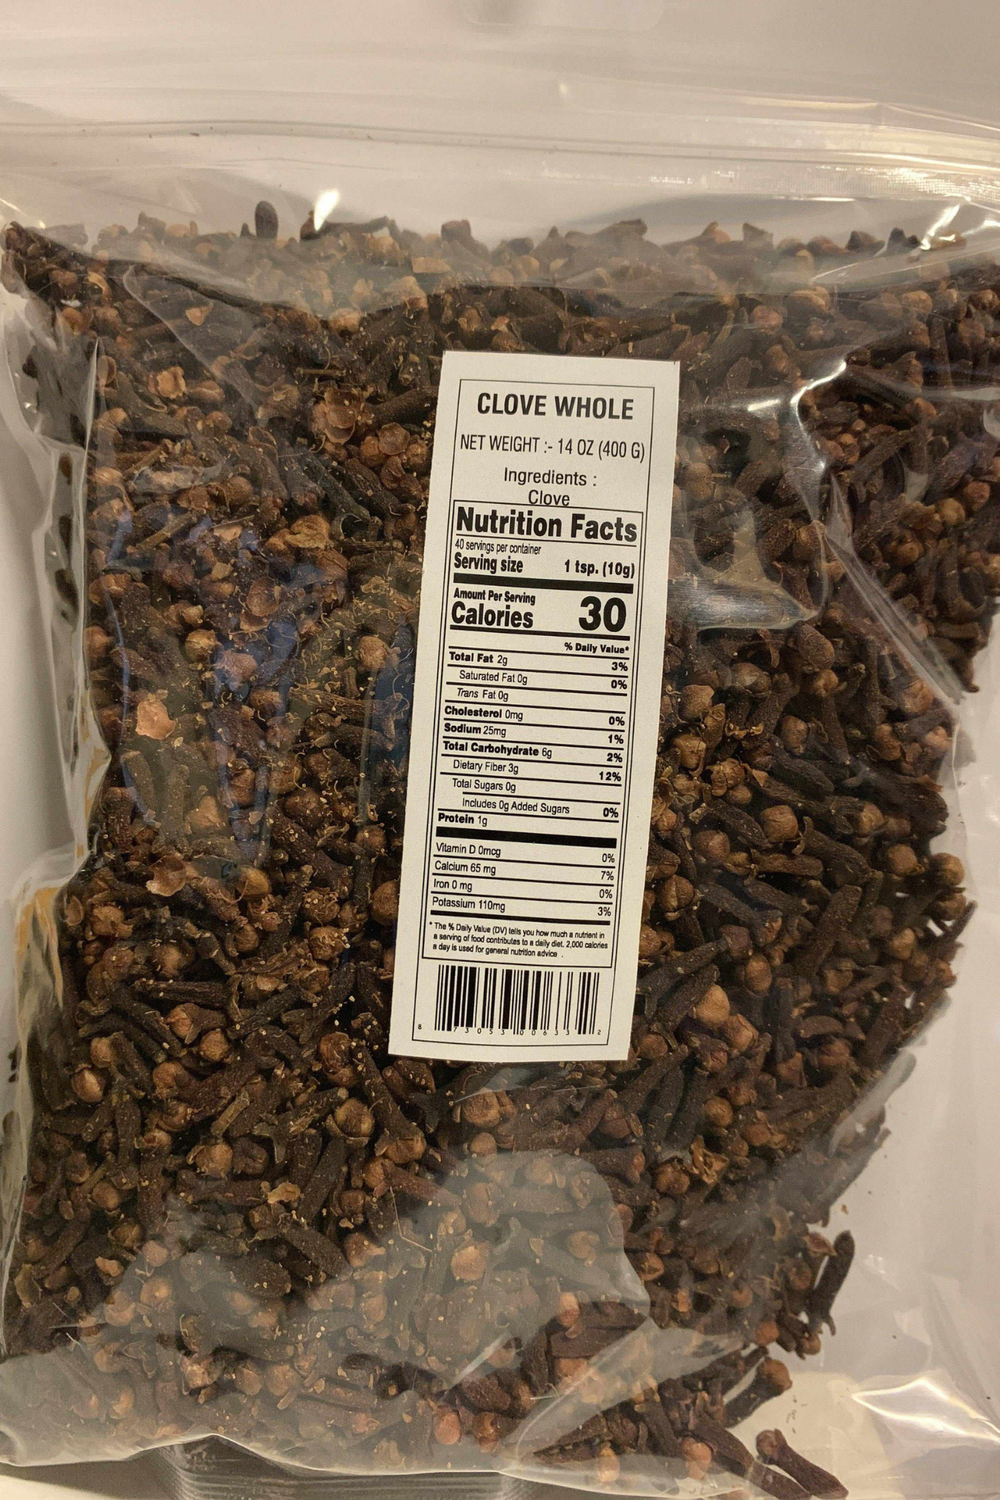 CLOVE WHOLE
NET WEIGHT :- 14 OZ (400 G)
Ingredients :
Clove
Nutrition Facts
40 servings per container
Serving size 1 tsp. (10g)
Amount Per Serving
Calories 30
% Daily Value*
Total Fat 2g 3%
Saturated Fat 0g 0%
Trans Fat 0g
Cholesterol 0mg 0%
Sodium 25mg 1%
Total Carbohydrate 6g 2%
Dietary Fiber 3g 12%
Total Sugars 0g
Includes 0g Added Sugars 0%
Protein 1g
Vitamin D 0mcg 0%
Calcium 65 mg 7%
Iron 0 mg 0%
Potassium 110mg 3%
* The % Daily Value (DV) tells you how much a nutrient in
a serving of food contributes to a daily diet. 2,000 calories
a day is used for general nutrition advice .
8 73053 00633 2